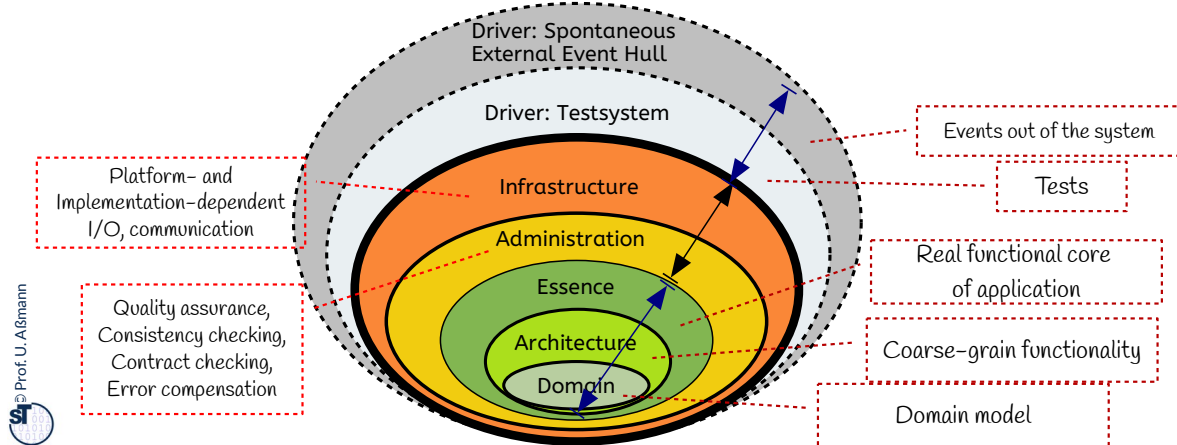 Driver: Spontaneous
External Event Hull
Driver: Testsystem
Infrastructure
Administration
Essence
Architecture
Domain
Platform- and
Implementation-dependent
I/O, communication
Quality assurance,
Consistency checking,
Contract checking,
Error compensation
Events out of the system
Tests
Real functional core
of application
Coarse-grain functionality
Domain model
© Prof. U. Aßmann
ST